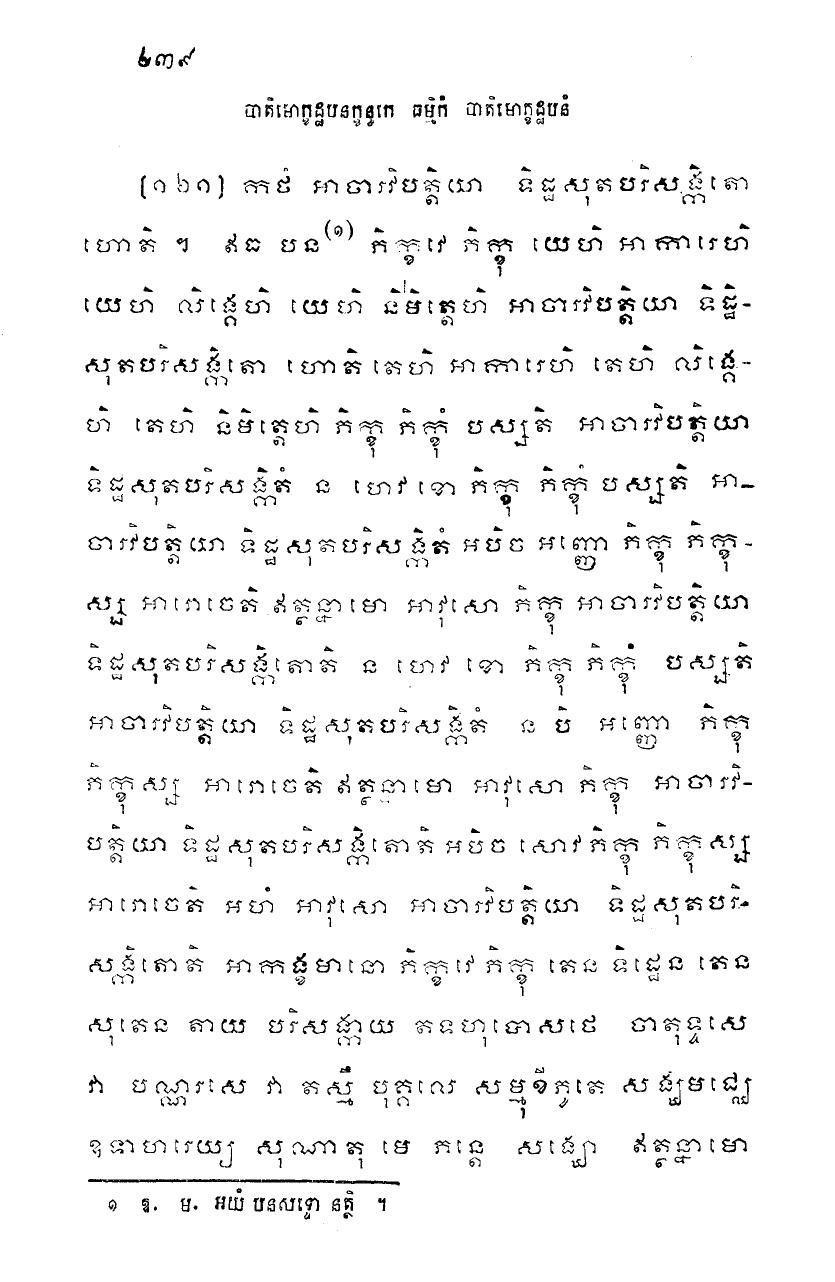 ២៣៩
បាតិមោក្ខដ្ឋបនក្ខន្ធកេ ធម្មិកំ បាតិមោក្ខដ្ឋបនំ
[១៦១] កថំ អាចារវិបត្តិយា ទិដ្ឋសុតបរិសង្កិតោ
ហោតិ ។ ឥធ បន(១) ភិក្ខវេ ភិក្ខុ យេហិ អាការេហិ
យេហិ លិង្គេហិ យេហិ និមិត្តេហិ អាចារវិបត្តិយា ទិដ្ឋិ-
សុតបរិសង្កិតោ ហោតិ តេហិ អាការេហិ តេហិ លិង្គេ-
ហិ តេហិ និមិត្តេហិ ភិក្ខុ ភិក្ខុំ បស្សតិ អាចារវិបត្តិយា
ទិដ្ឋសុតបរិសង្កិតំ ន ហេវ ខោ ភិក្ខុ ភិក្ខុំ បស្សតិ អា-
ចារវិបត្តិយា ទិដ្ឋសុតបរិសង្កិតំ អបិច អញ្ញោ ភិក្ខុ ភិក្ខុ-
ស្ស អារោចេតិ ឥត្ថន្នាមោ អាវុសោ ភិក្ខុ អាចារវិបត្តិយា
ទិដ្ឋសុតបរិសង្កិតោតិ ន ហេវ ខោ ភិក្ខុ ភិក្ខុំ បស្សតិ
អាចារវិបត្តិយា ទិដ្ឋសុតបរិសង្កិតំ ន បិ អញ្ញោ ភិក្ខុ
ភិក្ខុស្ស អារោចេតិ ឥត្ថន្នាមោ អាវុសោ ភិក្ខុ អាចារវិ-
បត្តិយា ទិដ្ឋសុតបរិសង្កិតោតិ អបិច សោវ ភិក្ខុ ភិក្ខុស្ស
អារោចេតិ អហំ អាវុសោ អាចារវិបត្តិយា ទិដ្ឋសុតបរិ-
សង្កិតោតិ អាកង្ខមានោ ភិក្ខវេ ភិក្ខុ តេន ទិដ្ឋេន តេន
សុតេន តាយ បរិសង្កាយ តទហុបោសថេ ចាតុទ្ទសេ
វា បណ្ណរសេ វា តស្មឹ បុគ្គលេ សម្មុខីភូតេ សង្ឃមជ្ឈេ
ឧទាហរេយ្យ សុណាតុ មេ ភន្តេ សង្ឃោ ឥត្ថន្នាមោ
១ ឱ. ម. អយំ បនសទ្ទោ នត្ថិ ។